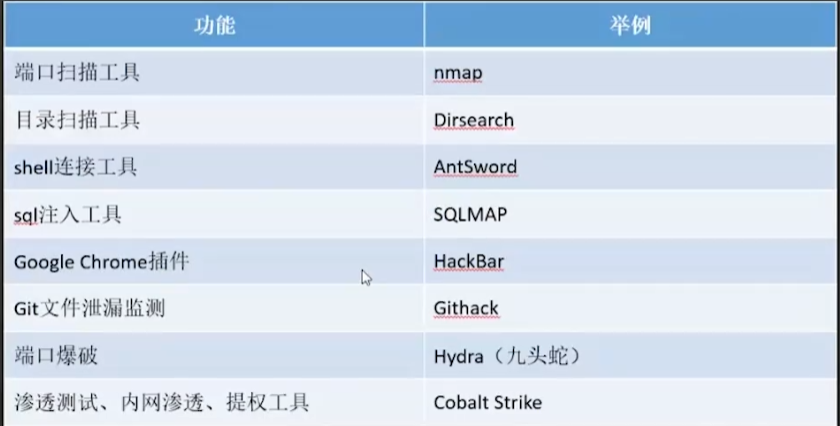 功能 举例
端口扫描工具 nmap
目录扫描工具 Dirsearch
shell连接工具 AntSword
sql注入工具 SQLMAP
Google Chrome插件 HackBar
Git文件泄漏监测 Githack
端口爆破 Hydra（九头蛇）
渗透测试、内网渗透、提权工具 Cobalt Strike